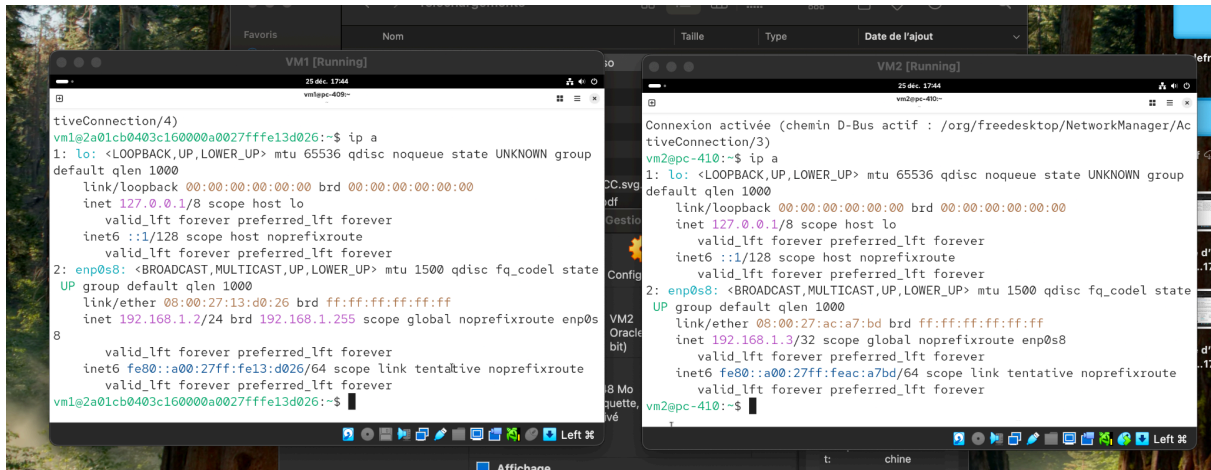 Téléchargements
Favoris
Nom
Taille
Type
Date de l'ajout
VM1 [Running]
25 déc. 17:44
vm1@pc-409:~
tiveConnection/4)
vm1@2a01cb0403c160000a0027fffe13d026:~$ ip a
1: lo: <LOOPBACK,UP,LOWER_UP> mtu 65536 qdisc noqueue state UNKNOWN group
default qlen 1000
link/loopback 00:00:00:00:00:00 brd 00:00:00:00:00:00
inet 127.0.0.1/8 scope host lo
valid_lft forever preferred_lft forever
inet6 ::1/128 scope host noprefixroute
valid_lft forever preferred_lft forever
2: enp0s8: <BROADCAST,MULTICAST,UP,LOWER_UP> mtu 1500 qdisc fq_codel state
UP group default qlen 1000
link/ether 08:00:27:13:d0:26 brd ff:ff:ff:ff:ff:ff
inet 192.168.1.2/24 brd 192.168.1.255 scope global noprefixroute enp0s
8
valid_lft forever preferred_lft forever
inet6 fe80::a00:27ff:fe13:d026/64 scope link tentative noprefixroute
valid_lft forever preferred_lft forever
vm1@2a01cb0403c160000a0027fffe13d026:~$
Left ⌘
so
CC.svg
pdf
Gestio
Config
VM2
Oracle
bit)
8 Mo
quette,
ivé
Affichage
VM2 [Running]
25 déc. 17:44
vm2@pc-410:~
Connexion activée (chemin D-Bus actif : /org/freedesktop/NetworkManager/Ac
tiveConnection/3)
vm2@pc-410:~$ ip a
1: lo: <LOOPBACK,UP,LOWER_UP> mtu 65536 qdisc noqueue state UNKNOWN group
default qlen 1000
link/loopback 00:00:00:00:00:00 brd 00:00:00:00:00:00
inet 127.0.0.1/8 scope host lo
valid_lft forever preferred_lft forever
inet6 ::1/128 scope host noprefixroute
valid_lft forever preferred_lft forever
2: enp0s8: <BROADCAST,MULTICAST,UP,LOWER_UP> mtu 1500 qdisc fq_codel state
UP group default qlen 1000
link/ether 08:00:27:ac:a7:bd brd ff:ff:ff:ff:ff:ff
inet 192.168.1.3/32 scope global noprefixroute enp0s8
valid_lft forever preferred_lft forever
inet6 fe80::a00:27ff:feac:a7bd/64 scope link tentative noprefixroute
valid_lft forever preferred_lft forever
vm2@pc-410:~$
Left ⌘
t:
chine